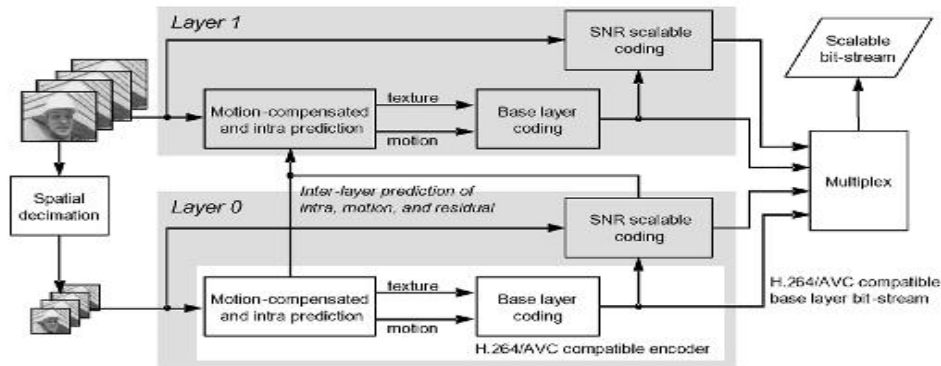 Layer 1
SNR scalable
coding
Scalable
bit-stream
Motion-compensated
and intra prediction
texture
motion
Base layer
coding
Multiplex
Spatial
decimation
Inter-layer prediction of
intra, motion, and residual
Layer 0
SNR scalable
coding
Motion-compensated
and intra prediction
texture
motion
Base layer
coding
H.264/AVC compatible
base layer bit-stream
H.264/AVC compatible encoder